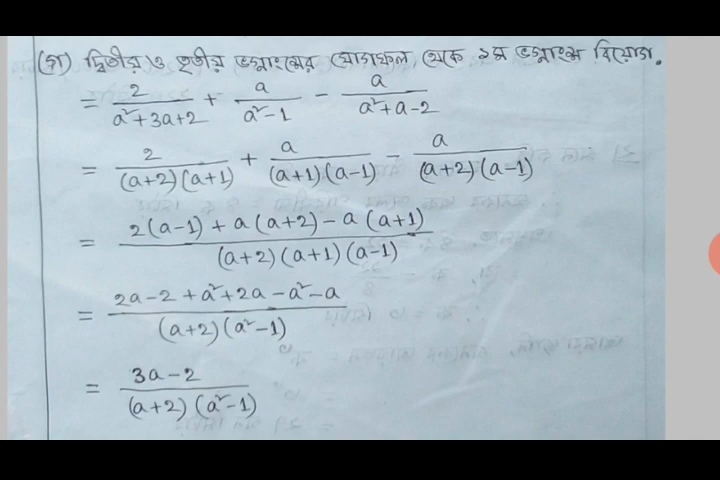 (গ) দ্বিতীয় ও তৃতীয় ভগ্নাংশের যোগফল থেকে ১ম ভগ্নাংশ বিয়োগ.
= 2/(a²+3a+2) + a/(a²-1) - a/(a²+a-2)
= 2/((a+2)(a+1)) + a/((a+1)(a-1)) - a/((a+2)(a-1))
= (2(a-1)+a(a+2)-a(a+1))/((a+2)(a+1)(a-1))
= (2a-2+a²+2a-a²-a)/((a+2)(a²-1))
= (3a-2)/((a+2)(a²-1))